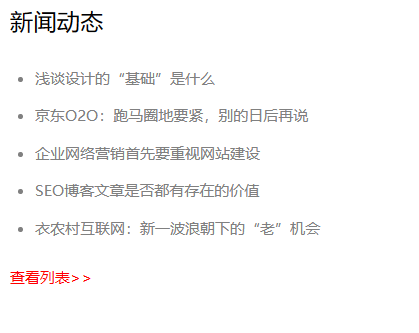 新闻动态
浅谈设计的“基础”是什么
京东O2O：跑马圈地要紧，别的日后再说
企业网络营销首先要重视网站建设
SEO博客文章是否都有存在的价值
衣农村互联网：新一波浪朝下的“老”机会
查看列表>>